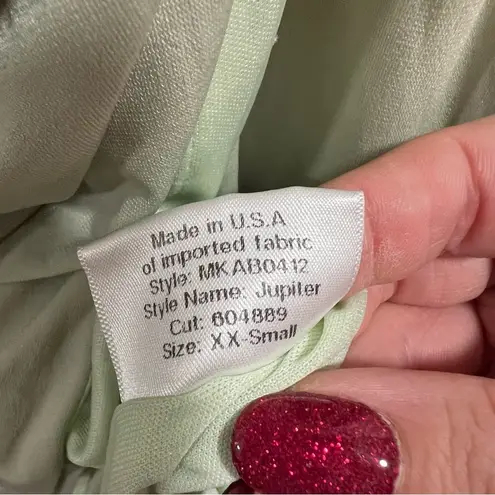 Made in U.S.A
of imported fabric
Style: MKAB0412
Style Name: Jupiter
Cut: 604889
Size: XX-Small